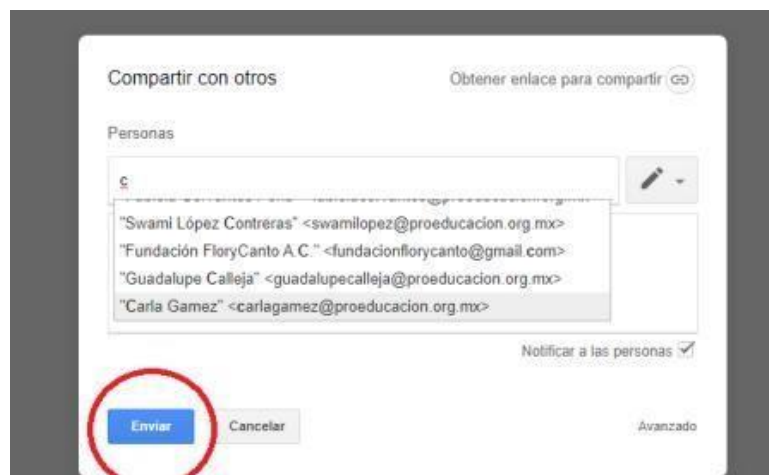 Compartir con otros
Obtener enlace para compartir
Personas
c
"Swami López Contreras" <swamilopez@proeducacion.org.mx>
"Fundación FloryCanto A.C." <fundacionflorycanto@gmail.com>
"Guadalupe Calleja" <guadalupecalleja@proeducacion.org.mx>
"Carla Gamez" <carlagamez@proeducacion.org.mx>
Notificar a las personas
Enviar
Cancelar
Avanzado